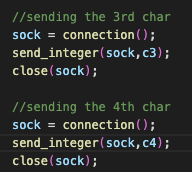 //sending the 3rd char
sock = connection();
send_integer(sock,c3);
close(sock);

//sending the 4th char
sock = connection();
send_integer(sock,c4);
close(sock);